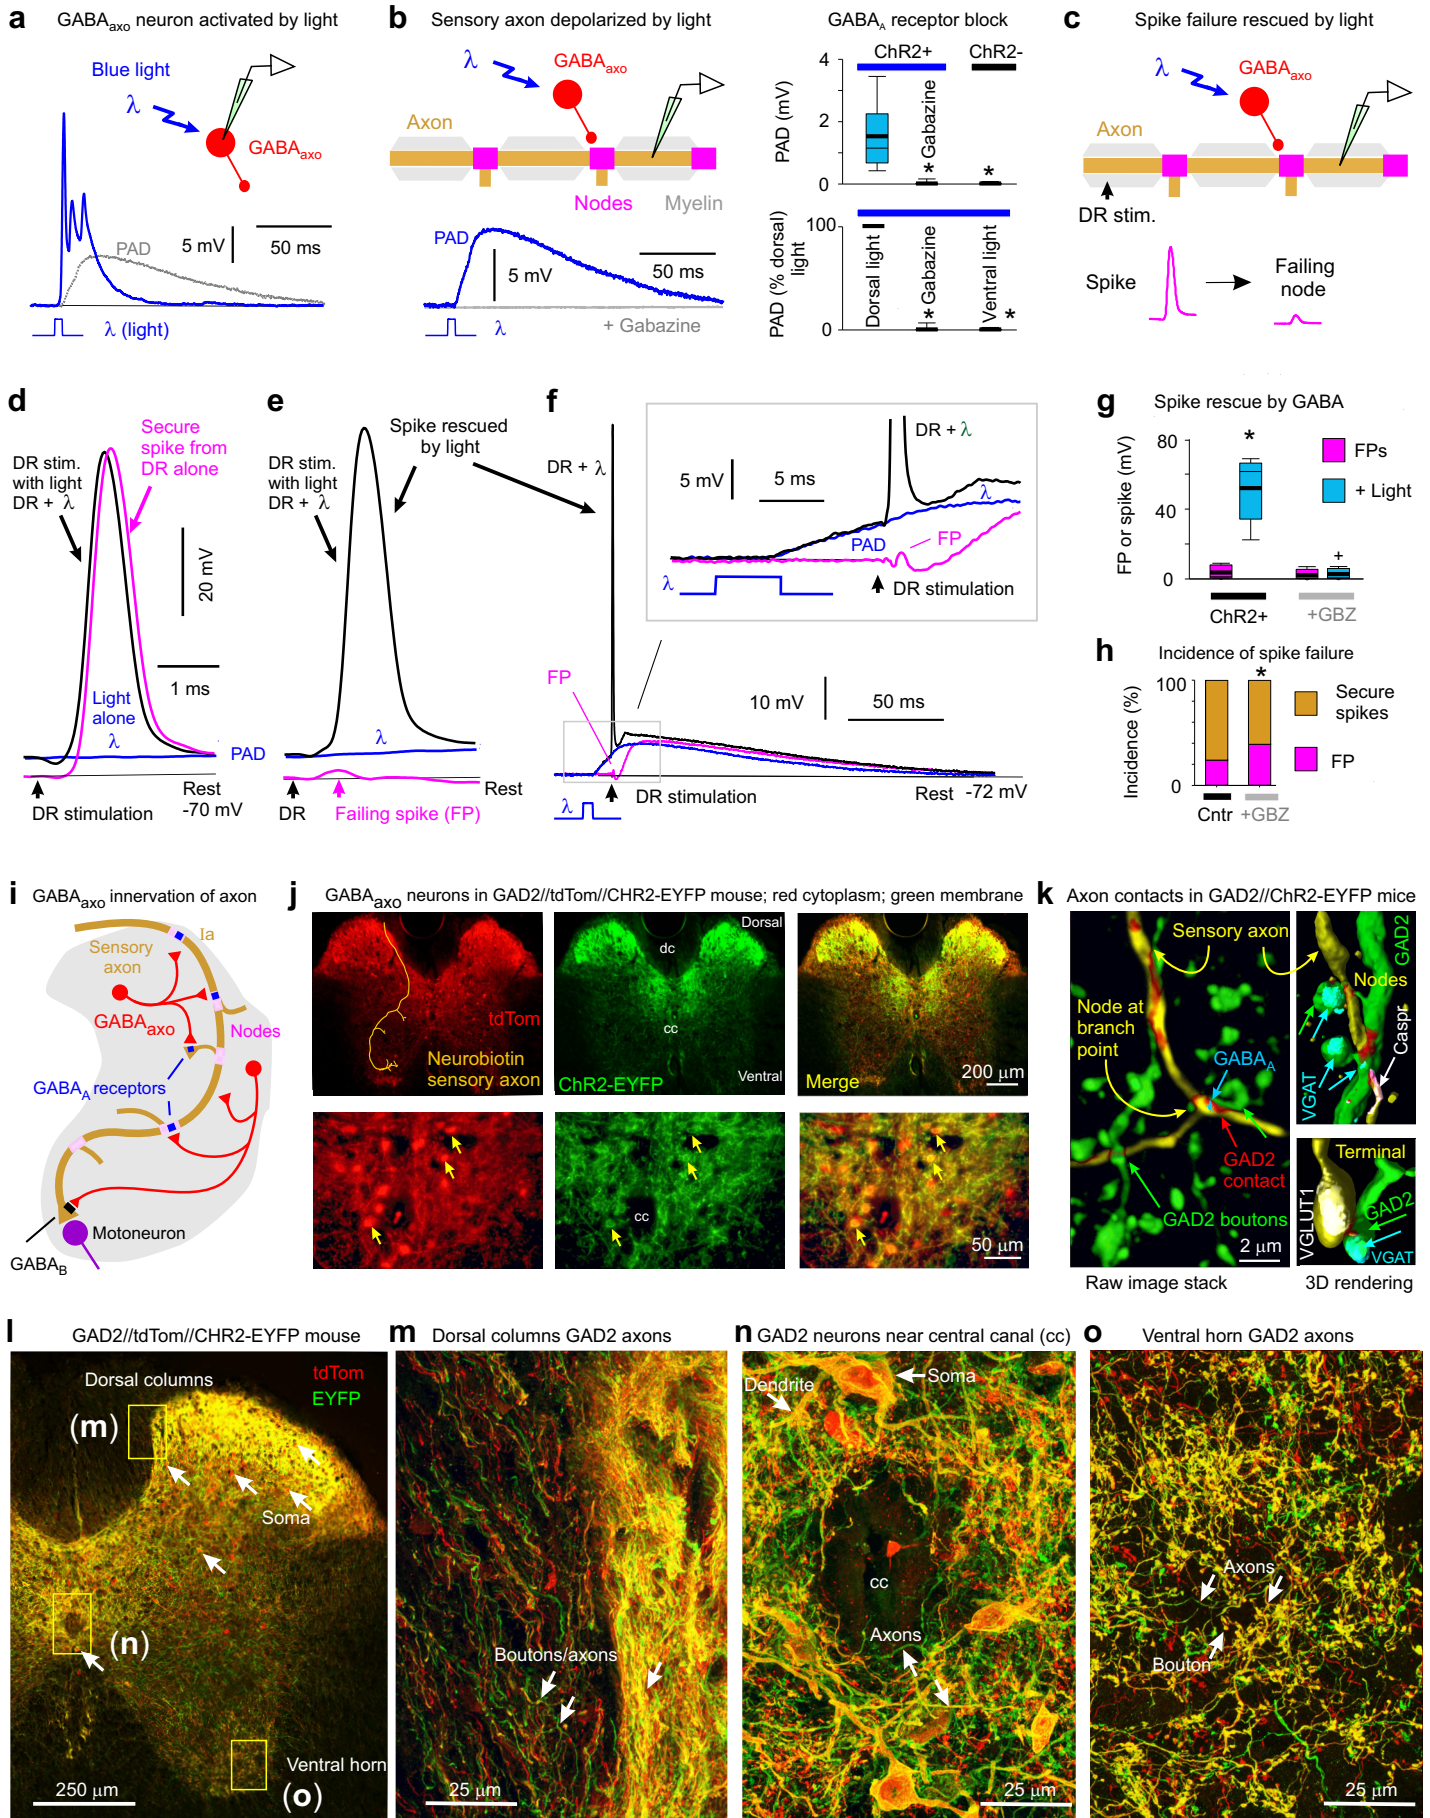 a GABAaxo neuron activated by light
Blue light
λ
GABAaxo
PAD
5 mV
50 ms
λ (light)
b Sensory axon depolarized by light
λ
GABAaxo
Axon
Nodes
Myelin
PAD
5 mV
50 ms
+ Gabazine
λ
GABAA receptor block
ChR2+
ChR2-
PAD (mV)
4
2
0
* Gabazine
*
PAD (% dorsal light)
100
0
Dorsal light
* Gabazine
Ventral light
*
c Spike failure rescued by light
λ
GABAaxo
Axon
DR stim.
Spike
Failing
node
d
Secure
spike from
DR alone
DR stim.
with light
DR + λ
20 mV
1 ms
Light
alone
λ
PAD
Rest
-70 mV
DR stimulation
e
Spike rescued
by light
DR stim.
with light
DR + λ
λ
Rest
DR
Failing spike (FP)
f
DR + λ
DR + λ
5 mV
5 ms
λ
PAD
FP
λ
DR stimulation
FP
10 mV
50 ms
DR stimulation
Rest -72 mV
λ
g Spike rescue by GABA
FP or spike (mV)
80
40
0
*
+
FPs
+ Light
ChR2+
+GBZ
h Incidence of spike failure
Incidence (%)
100
0
*
Secure
spikes
FP
Cntr
+GBZ
i GABAaxo innervation of axon
Ia
Sensory
axon
GABAaxo
Nodes
GABAA receptors
Motoneuron
GABAB
j GABAaxo neurons in GAD2//tdTom//CHR2-EYFP mouse; red cytoplasm; green membrane
tdTom
Neurobiotin
sensory axon
Dorsal
dc
cc
ChR2-EYFP
Ventral
Merge
200 µm
cc
50 µm
k Axon contacts in GAD2//ChR2-EYFP mice
Sensory axon
Node at
branch
point
GABAA
GAD2
contact
GAD2 boutons
2 µm
Raw image stack
GAD2
Nodes
Caspr
VGAT
Terminal
VGLUT1
GAD2
VGAT
3D rendering
l GAD2//tdTom//CHR2-EYFP mouse
Dorsal columns
tdTom
EYFP
(m)
Soma
(n)
Ventral horn
(o)
250 µm
m Dorsal columns GAD2 axons
Boutons/axons
25 µm
n GAD2 neurons near central canal (cc)
Dendrite
Soma
cc
Axons
25 µm
o Ventral horn GAD2 axons
Axons
Bouton
25 µm